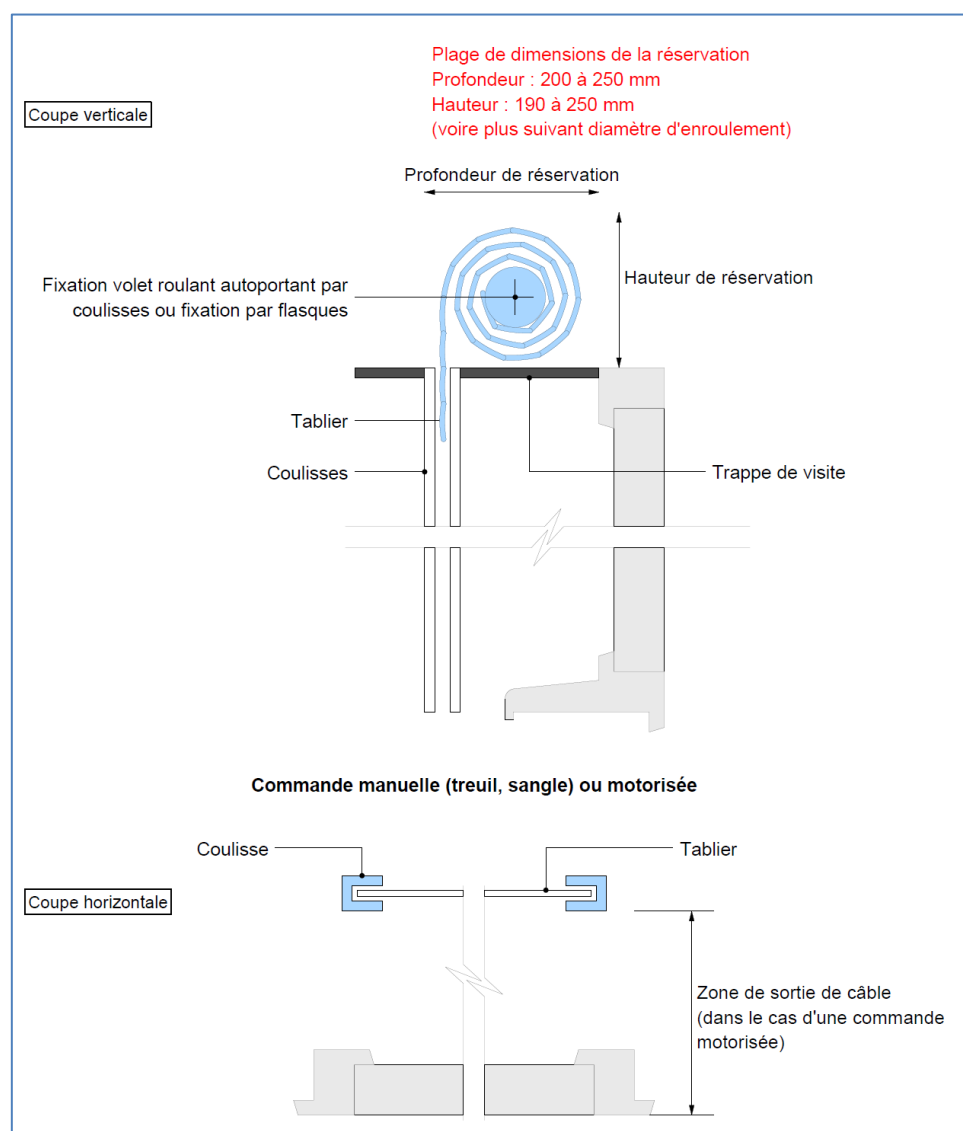 Plage de dimensions de la réservation
Profondeur : 200 à 250 mm
Hauteur : 190 à 250 mm
(voire plus suivant diamètre d'enroulement)
Coupe verticale
Profondeur de réservation
Hauteur de réservation
Fixation volet roulant autoportant par
coulisses ou fixation par flasques
Tablier
Coulisses
Trappe de visite
Commande manuelle (treuil, sangle) ou motorisée
Coulisse
Tablier
Coupe horizontale
Zone de sortie de câble
(dans le cas d'une commande
motorisée)